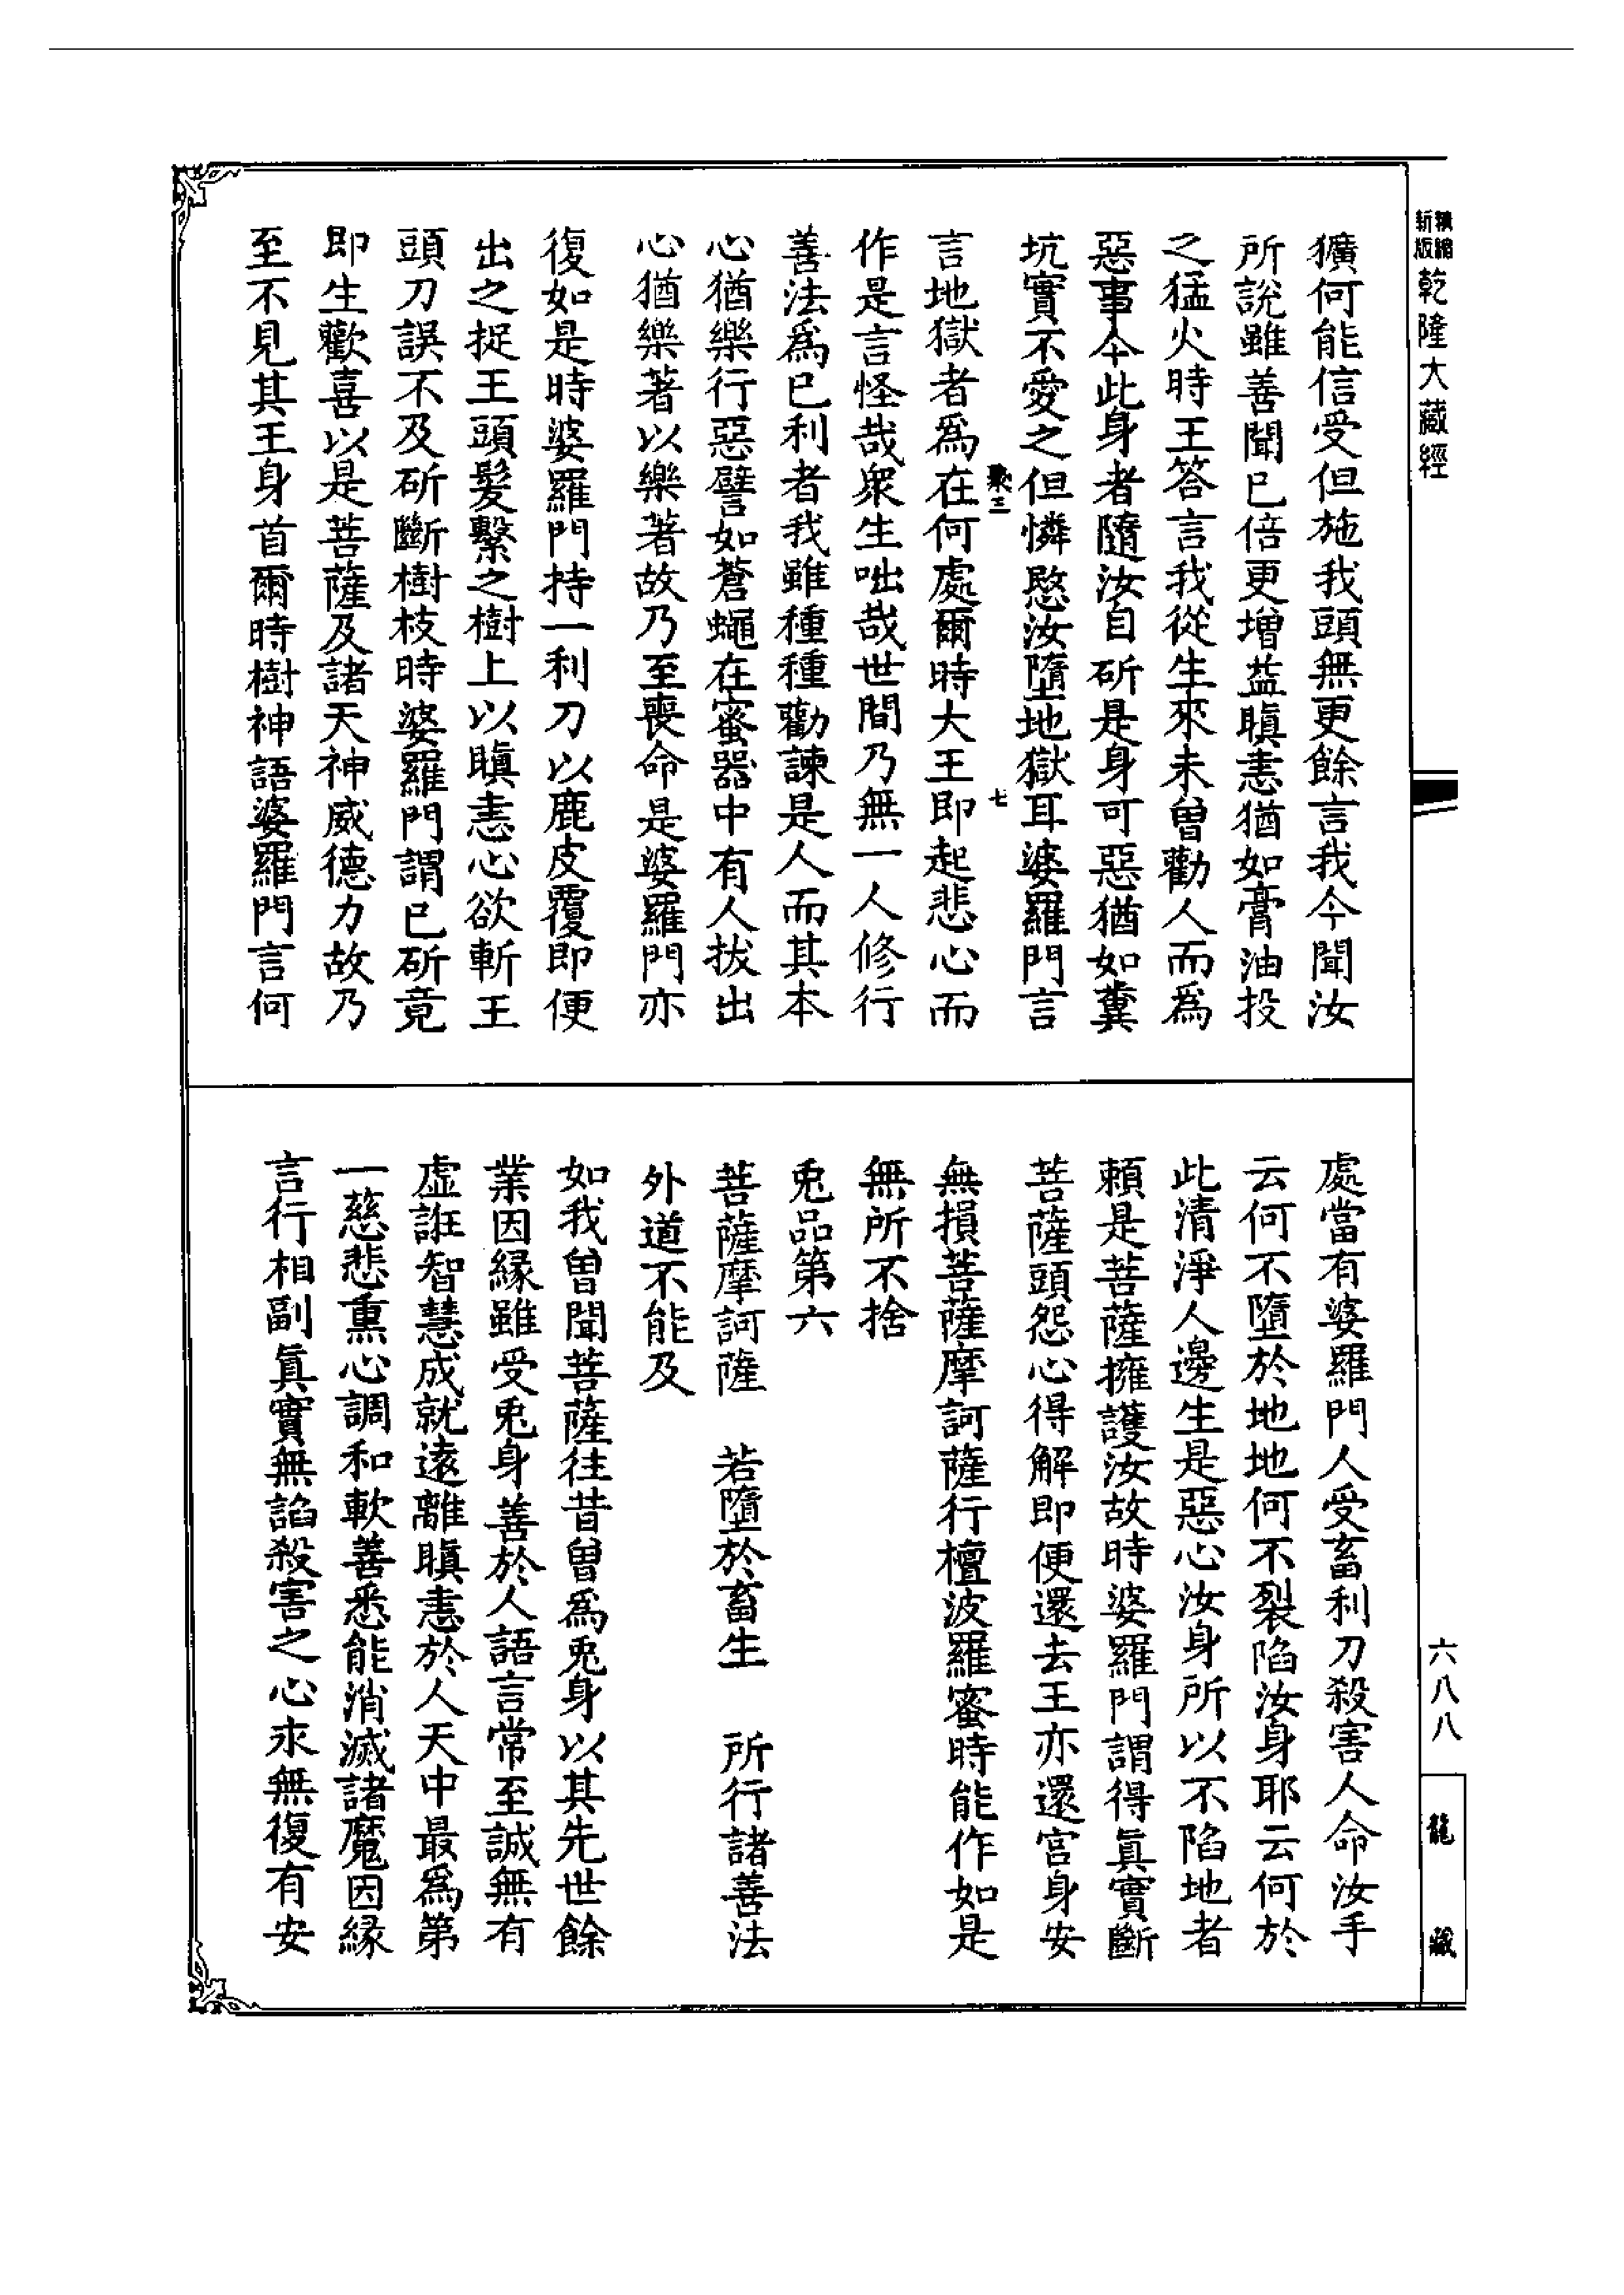 新版
精縮
乾隆大藏經
獷何能信受但施我頭無更餘言我今聞汝
所說雖善聞已倍更增益瞋恚猶如膏油投
之猛火時王答言我從生來未曽勸人而爲
惡事今此身者隨汝自斫是身可惡猶如糞
坑實不愛之但憐愍汝墮地獄耳婆羅門言
聚三
七
言地獄者爲在何處爾時大王即起悲心而
作是言怪哉衆生咄哉世間乃無一人修行
善法爲已利者我雖種種勸諫是人而其本
心猶樂行惡譬如蒼蠅在蜜器中有人拔出
心猶樂著以樂著故乃至喪命是婆羅門亦
復如是時婆羅門持一利刀以鹿皮覆即便
出之捉王頭髮繫之樹上以瞋恚心欲斬王
頭刀誤不及斫斷樹枝時婆羅門謂已斫竟
即生歡喜以是菩薩及諸天神威德力故乃
至不見其王身首爾時樹神語婆羅門言何
處當有婆羅門人受畜利刀殺害人命汝手
云何不墮於地地何不裂陷汝身耶云何於
此清淨人邊生是惡心汝身所以不陷地者
賴是菩薩擁護汝故時婆羅門謂得眞實斷
菩薩頭怨心得解即便還去王亦還宮身安
無損菩薩摩訶薩行檀波羅蜜時能作如是
無所不捨
兎品第六
菩薩摩訶薩　若墮於畜生　所行諸善法
外道不能及
如我曽聞菩薩往昔曽爲兎身以其先世餘
業因緣雖受兎身善於人語言常至誠無有
虛誑智慧成就遠離瞋恚於人天中最爲第
一慈悲熏心調和軟善悉能消滅諸魔因緣
言行相副眞實無諂殺害之心永無復有安
六八八
龍藏